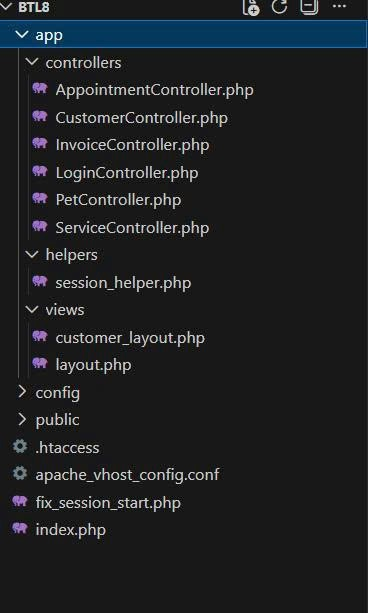 BTL8
app
controllers
AppointmentController.php
CustomerController.php
InvoiceController.php
LoginController.php
PetController.php
ServiceController.php
helpers
session_helper.php
views
customer_layout.php
layout.php
config
public
.htaccess
apache_vhost_config.conf
fix_session_start.php
index.php